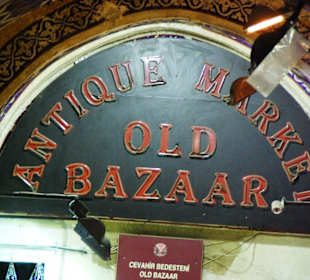 ANTIQUE MARKET
OLD
BAZAAR
CEVAHİR BEDESTENİ
OLD BAZAAR